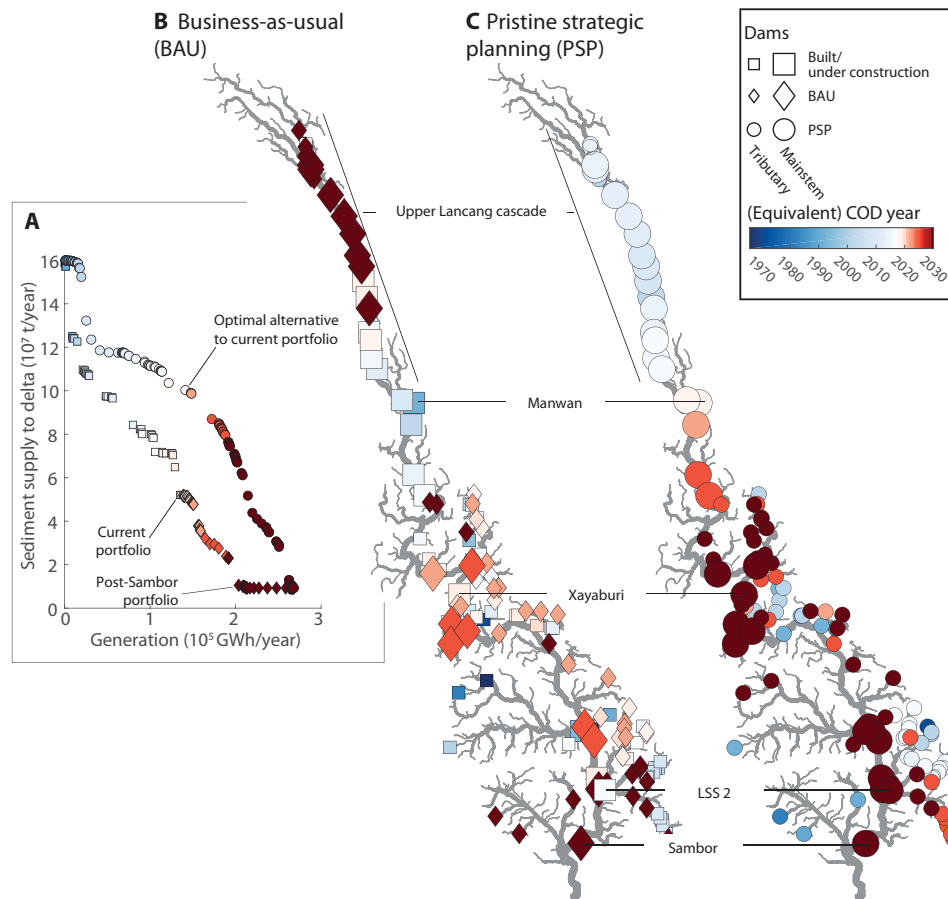 B Business-as-usual
(BAU)
C Pristine strategic
planning (PSP)
Dams
Built/
under construction
BAU
PSP
Tributary
Mainstem
(Equivalent) COD year
1970
1980
1990
2000
2010
2020
2030
Upper Lancang cascade
A
16
14
12
10
8
6
4
2
0
Sediment supply to delta (10⁷ t/year)
Optimal alternative
to current portfolio
Current
portfolio
Post-Sambor
portfolio
0
1
2
3
Generation (10⁵ GWh/year)
Manwan
Xayaburi
LSS 2
Sambor